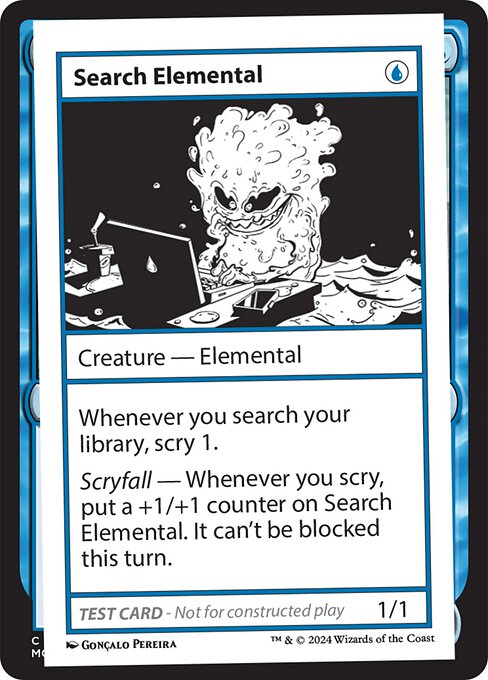 Search Elemental
Creature — Elemental
Whenever you search your
library, scry 1.
Scryfall — Whenever you scry,
put a +1/+1 counter on Search
Elemental. It can't be blocked
this turn.
TEST CARD - Not for constructed play
1/1
Gonçalo Pereira
™ & © 2024 Wizards of the Coast
C